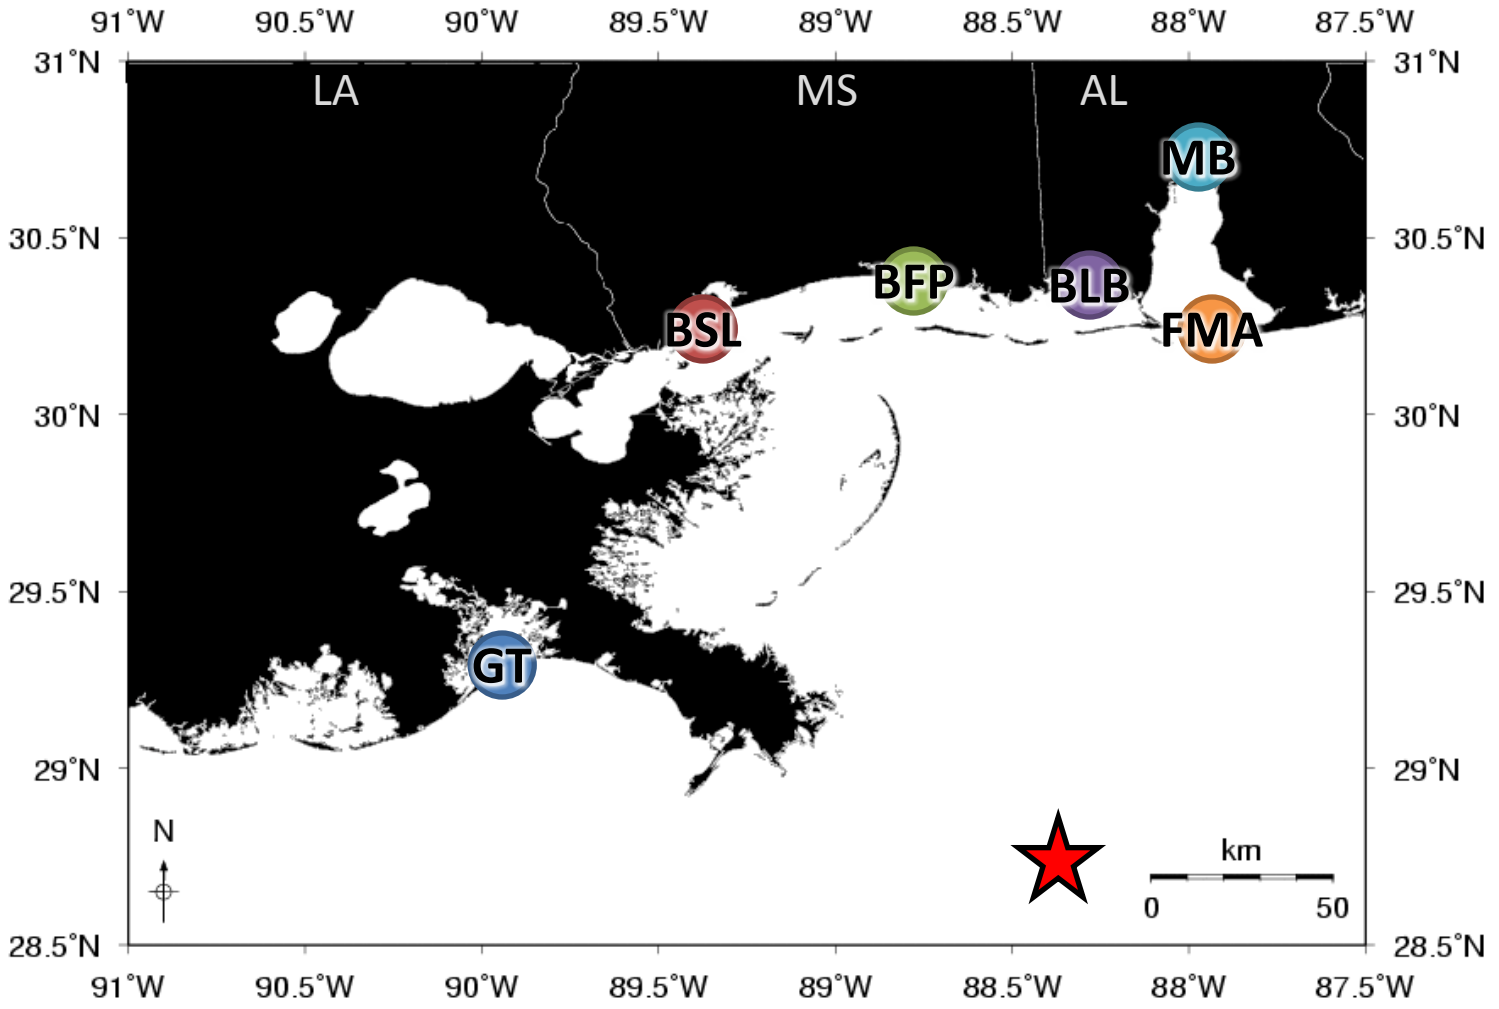 91°W 90.5°W 90°W 89.5°W 89°W 88.5°W 88°W 87.5°W
31°N 31°N
LA MS AL
MB
30.5°N 30.5°N
BFP BLB
BSL FMA
30°N 30°N
29.5°N 29.5°N
GT
29°N 29°N
N km
0 50
28.5°N 28.5°N
91°W 90.5°W 90°W 89.5°W 89°W 88.5°W 88°W 87.5°W